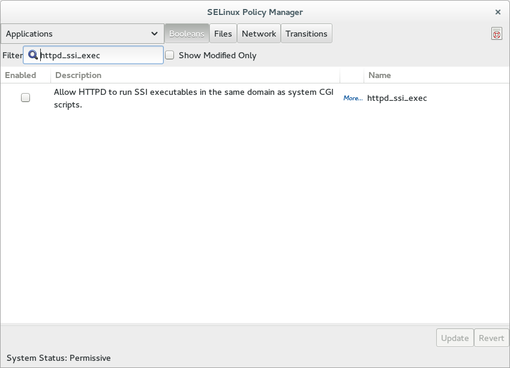 SELinux Policy Manager
Applications
Booleans
Files
Network
Transitions
Filter
httpd_ssi_exec
Show Modified Only
Enabled
Description
Name
Allow HTTPD to run SSI executables in the same domain as system CGI
scripts.
More...
httpd_ssi_exec
Update
Revert
System Status: Permissive